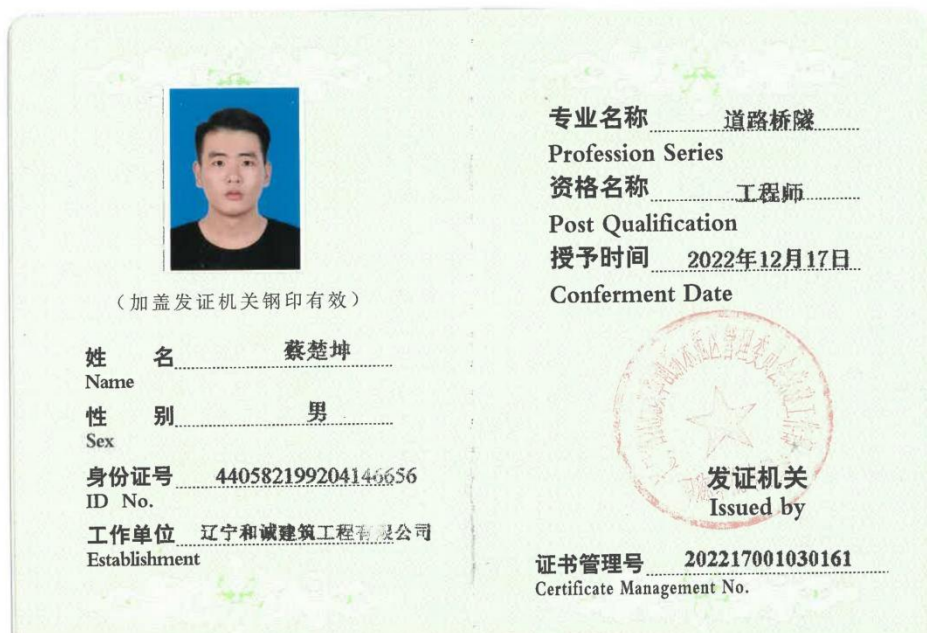 （加盖发证机关钢印有效）
姓 名 蔡楚坤
Name
性 别 男
Sex
身份证号 440582199204146656
ID No.
工作单位 辽宁和诚建筑工程有限公司
Establishment
专业名称 道路桥隧
Profession Series
资格名称 工程师
Post Qualification
授予时间 2022年12月17日
Conferment Date
发证机关
Issued by
证书管理号 202217001030161
Certificate Management No.